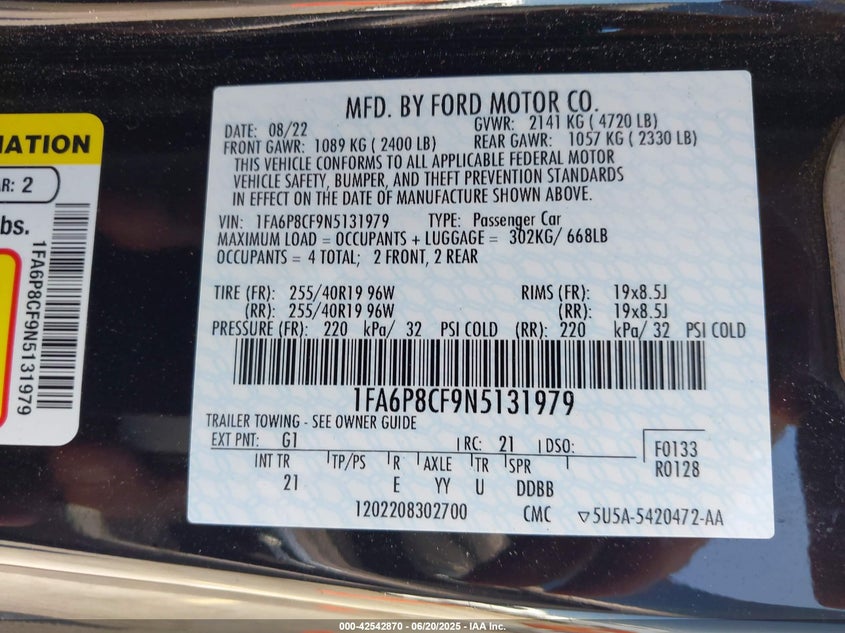 MATION
AR: 2
bs.
1FA6P8CF9N5131979
MFD. BY FORD MOTOR CO.
DATE: 08/22 GVWR: 2141 KG ( 4720 LB)
FRONT GAWR: 1089 KG ( 2400 LB) REAR GAWR: 1057 KG ( 2330 LB)
THIS VEHICLE CONFORMS TO ALL APPLICABLE FEDERAL MOTOR
VEHICLE SAFETY, BUMPER, AND THEFT PREVENTION STANDARDS
IN EFFECT ON THE DATE OF MANUFACTURE SHOWN ABOVE.
VIN: 1FA6P8CF9N5131979 TYPE: Passenger Car
MAXIMUM LOAD = OCCUPANTS + LUGGAGE = 302KG/ 668LB
OCCUPANTS = 4 TOTAL; 2 FRONT, 2 REAR
TIRE (FR): 255/40R19 96W RIMS (FR): 19x8.5J
(RR): 255/40R19 96W (RR): 19x8.5J
PRESSURE (FR): 220 kPa/ 32 PSI COLD (RR): 220 kPa/ 32 PSI COLD
1FA6P8CF9N5131979
TRAILER TOWING - SEE OWNER GUIDE
EXT PNT: G1 RC: 21 DSO: F0133
R0128
INT TR TP/PS R AXLE TR SPR
21 E YY U DDBB
1202208302700 CMC ▽5U5A-5420472-AA
000-42542870 - 06/20/2025 - IAA Inc.